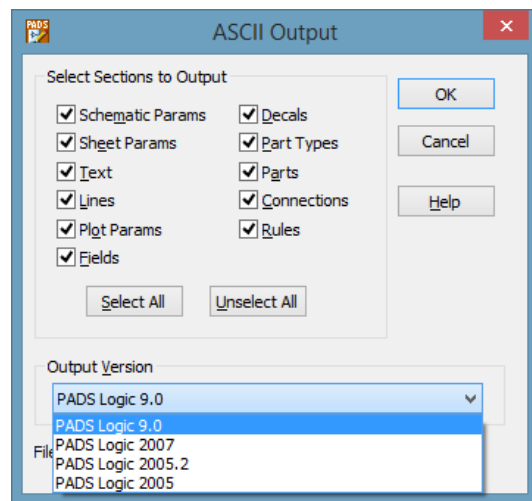 PADS
ASCII Output
Select Sections to Output
OK
Schematic Params
Decals
Sheet Params
Part Types
Cancel
Text
Parts
Lines
Connections
Help
Plot Params
Rules
Fields
Select All
Unselect All
Output Version
PADS Logic 9.0
PADS Logic 9.0
PADS Logic 2007
File
PADS Logic 2005.2
PADS Logic 2005